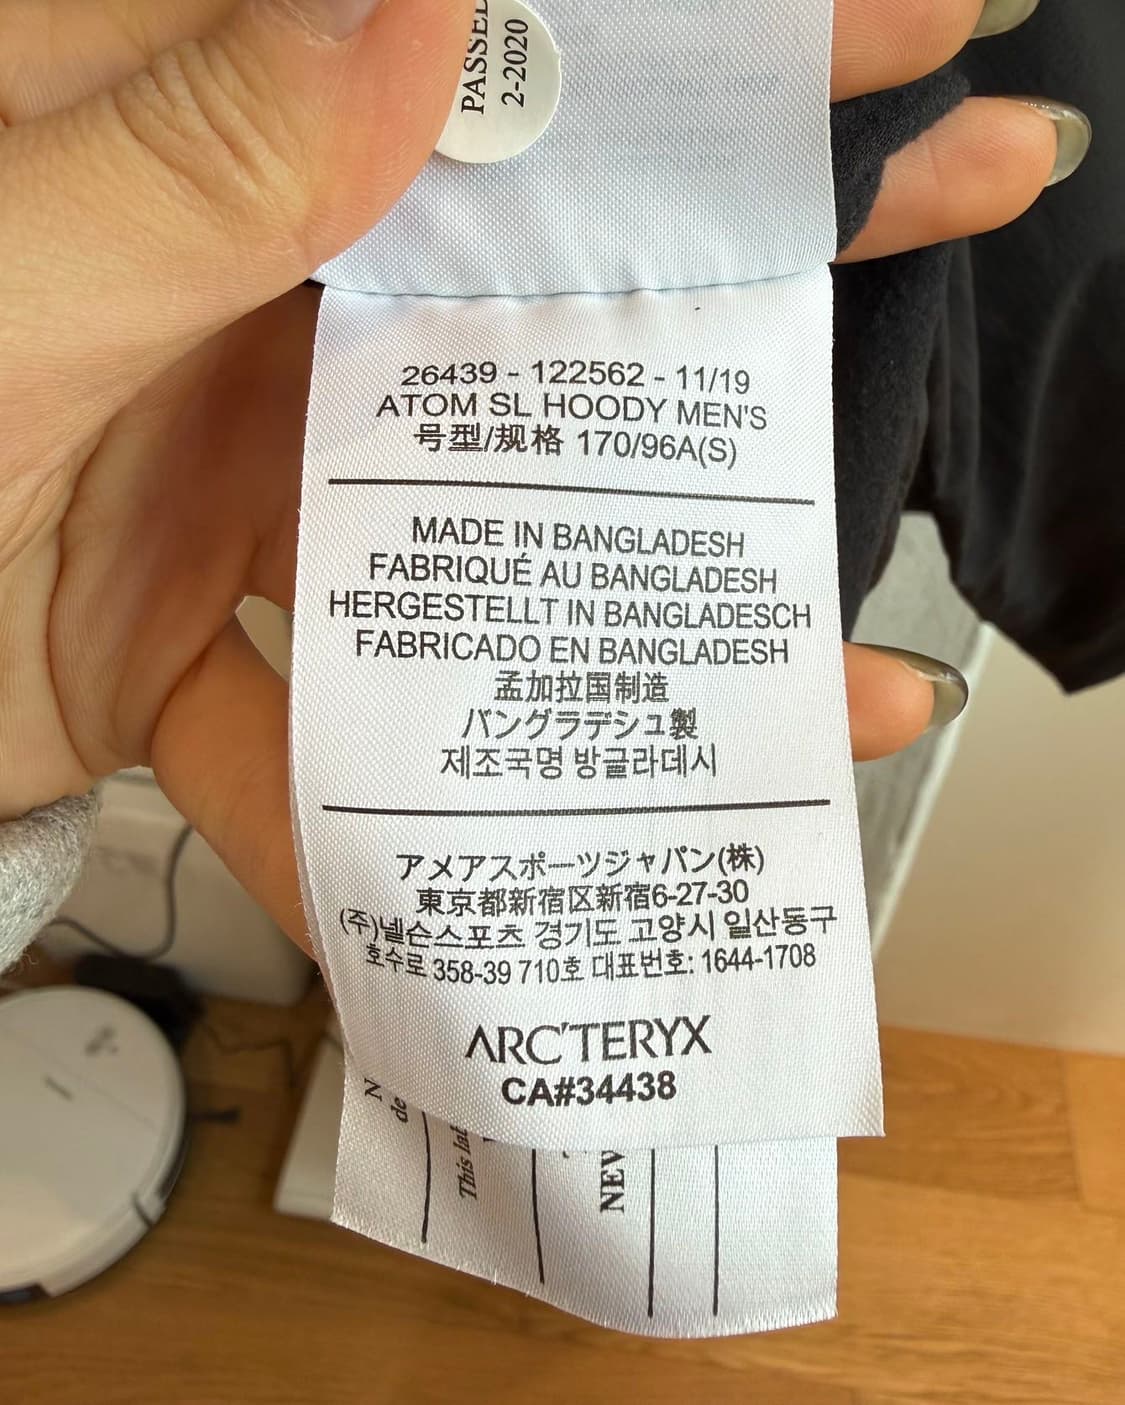 PASSED
2-2020
26439 - 122562 - 11/19
ATOM SL HOODY MEN'S
号型/规格 170/96A(S)
MADE IN BANGLADESH
FABRIQUÉ AU BANGLADESH
HERGESTELLT IN BANGLADESCH
FABRICADO EN BANGLADESH
孟加拉国制造
バングラデシュ製
제조국명 방글라데시
アメアスポーツジャパン(株)
東京都新宿区新宿6-27-30
(주)넬슨스포츠 경기도 고양시 일산동구
호수로 358-39 710호 대표번호: 1644-1708
ARC'TERYX
CA#34438
de
This